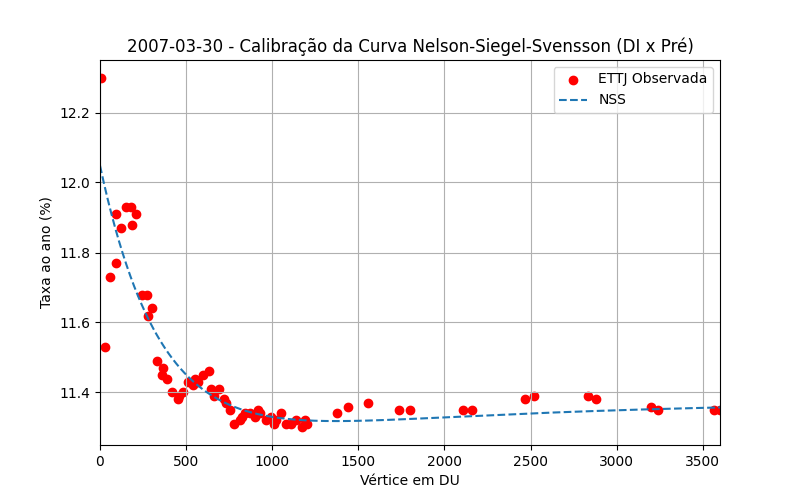 2007-03-30 - Calibração da Curva Nelson-Siegel-Svensson (DI x Pré)
ETTJ Observada
NSS
Taxa ao ano (%)
12.2
12.0
11.8
11.6
11.4
0 500 1000 1500 2000 2500 3000 3500
Vértice em DU